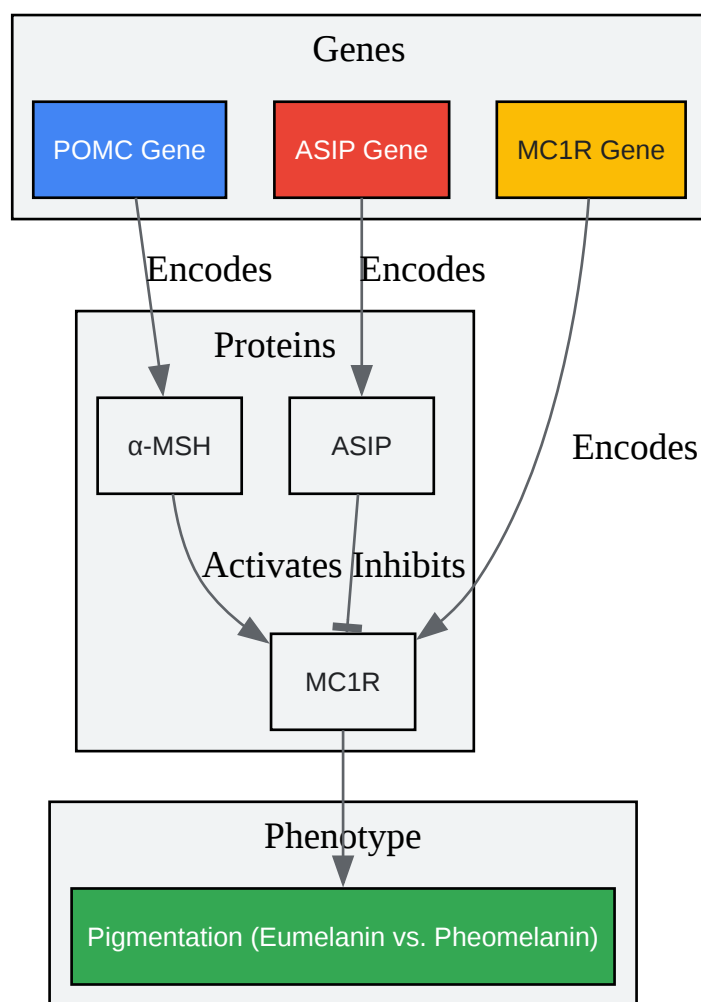 Genes
POMC Gene
ASIP Gene
MC1R Gene
Encodes
Encodes
Encodes
Proteins
α-MSH
ASIP
Activates
Inhibits
MC1R
Phenotype
Pigmentation (Eumelanin vs. Pheomelanin)